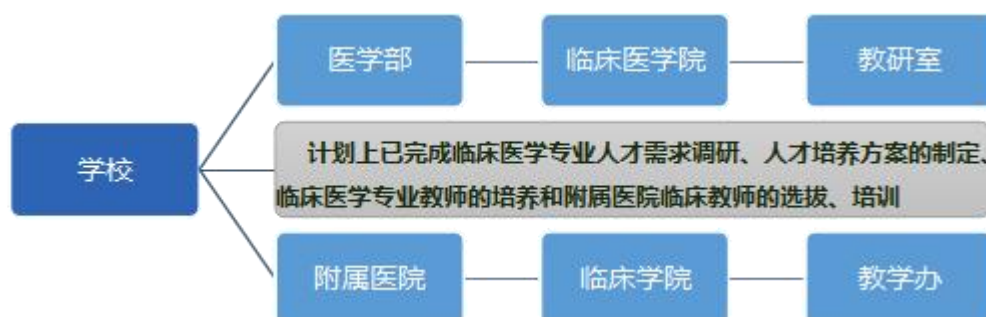 医学部
临床医学院
教研室
学校
计划上已完成临床医学专业人才需求调研、人才培养方案的制定、
临床医学专业教师的培养和附属医院临床教师的选拔、培训
附属医院
临床学院
教学办